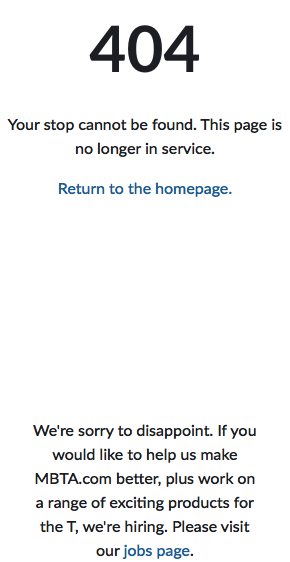 404
Your stop cannot be found. This page is
no longer in service.
Return to the homepage.
We're sorry to disappoint. If you
would like to help us make
MBTA.com better, plus work on
a range of exciting products for
the T, we're hiring. Please visit
our jobs page.